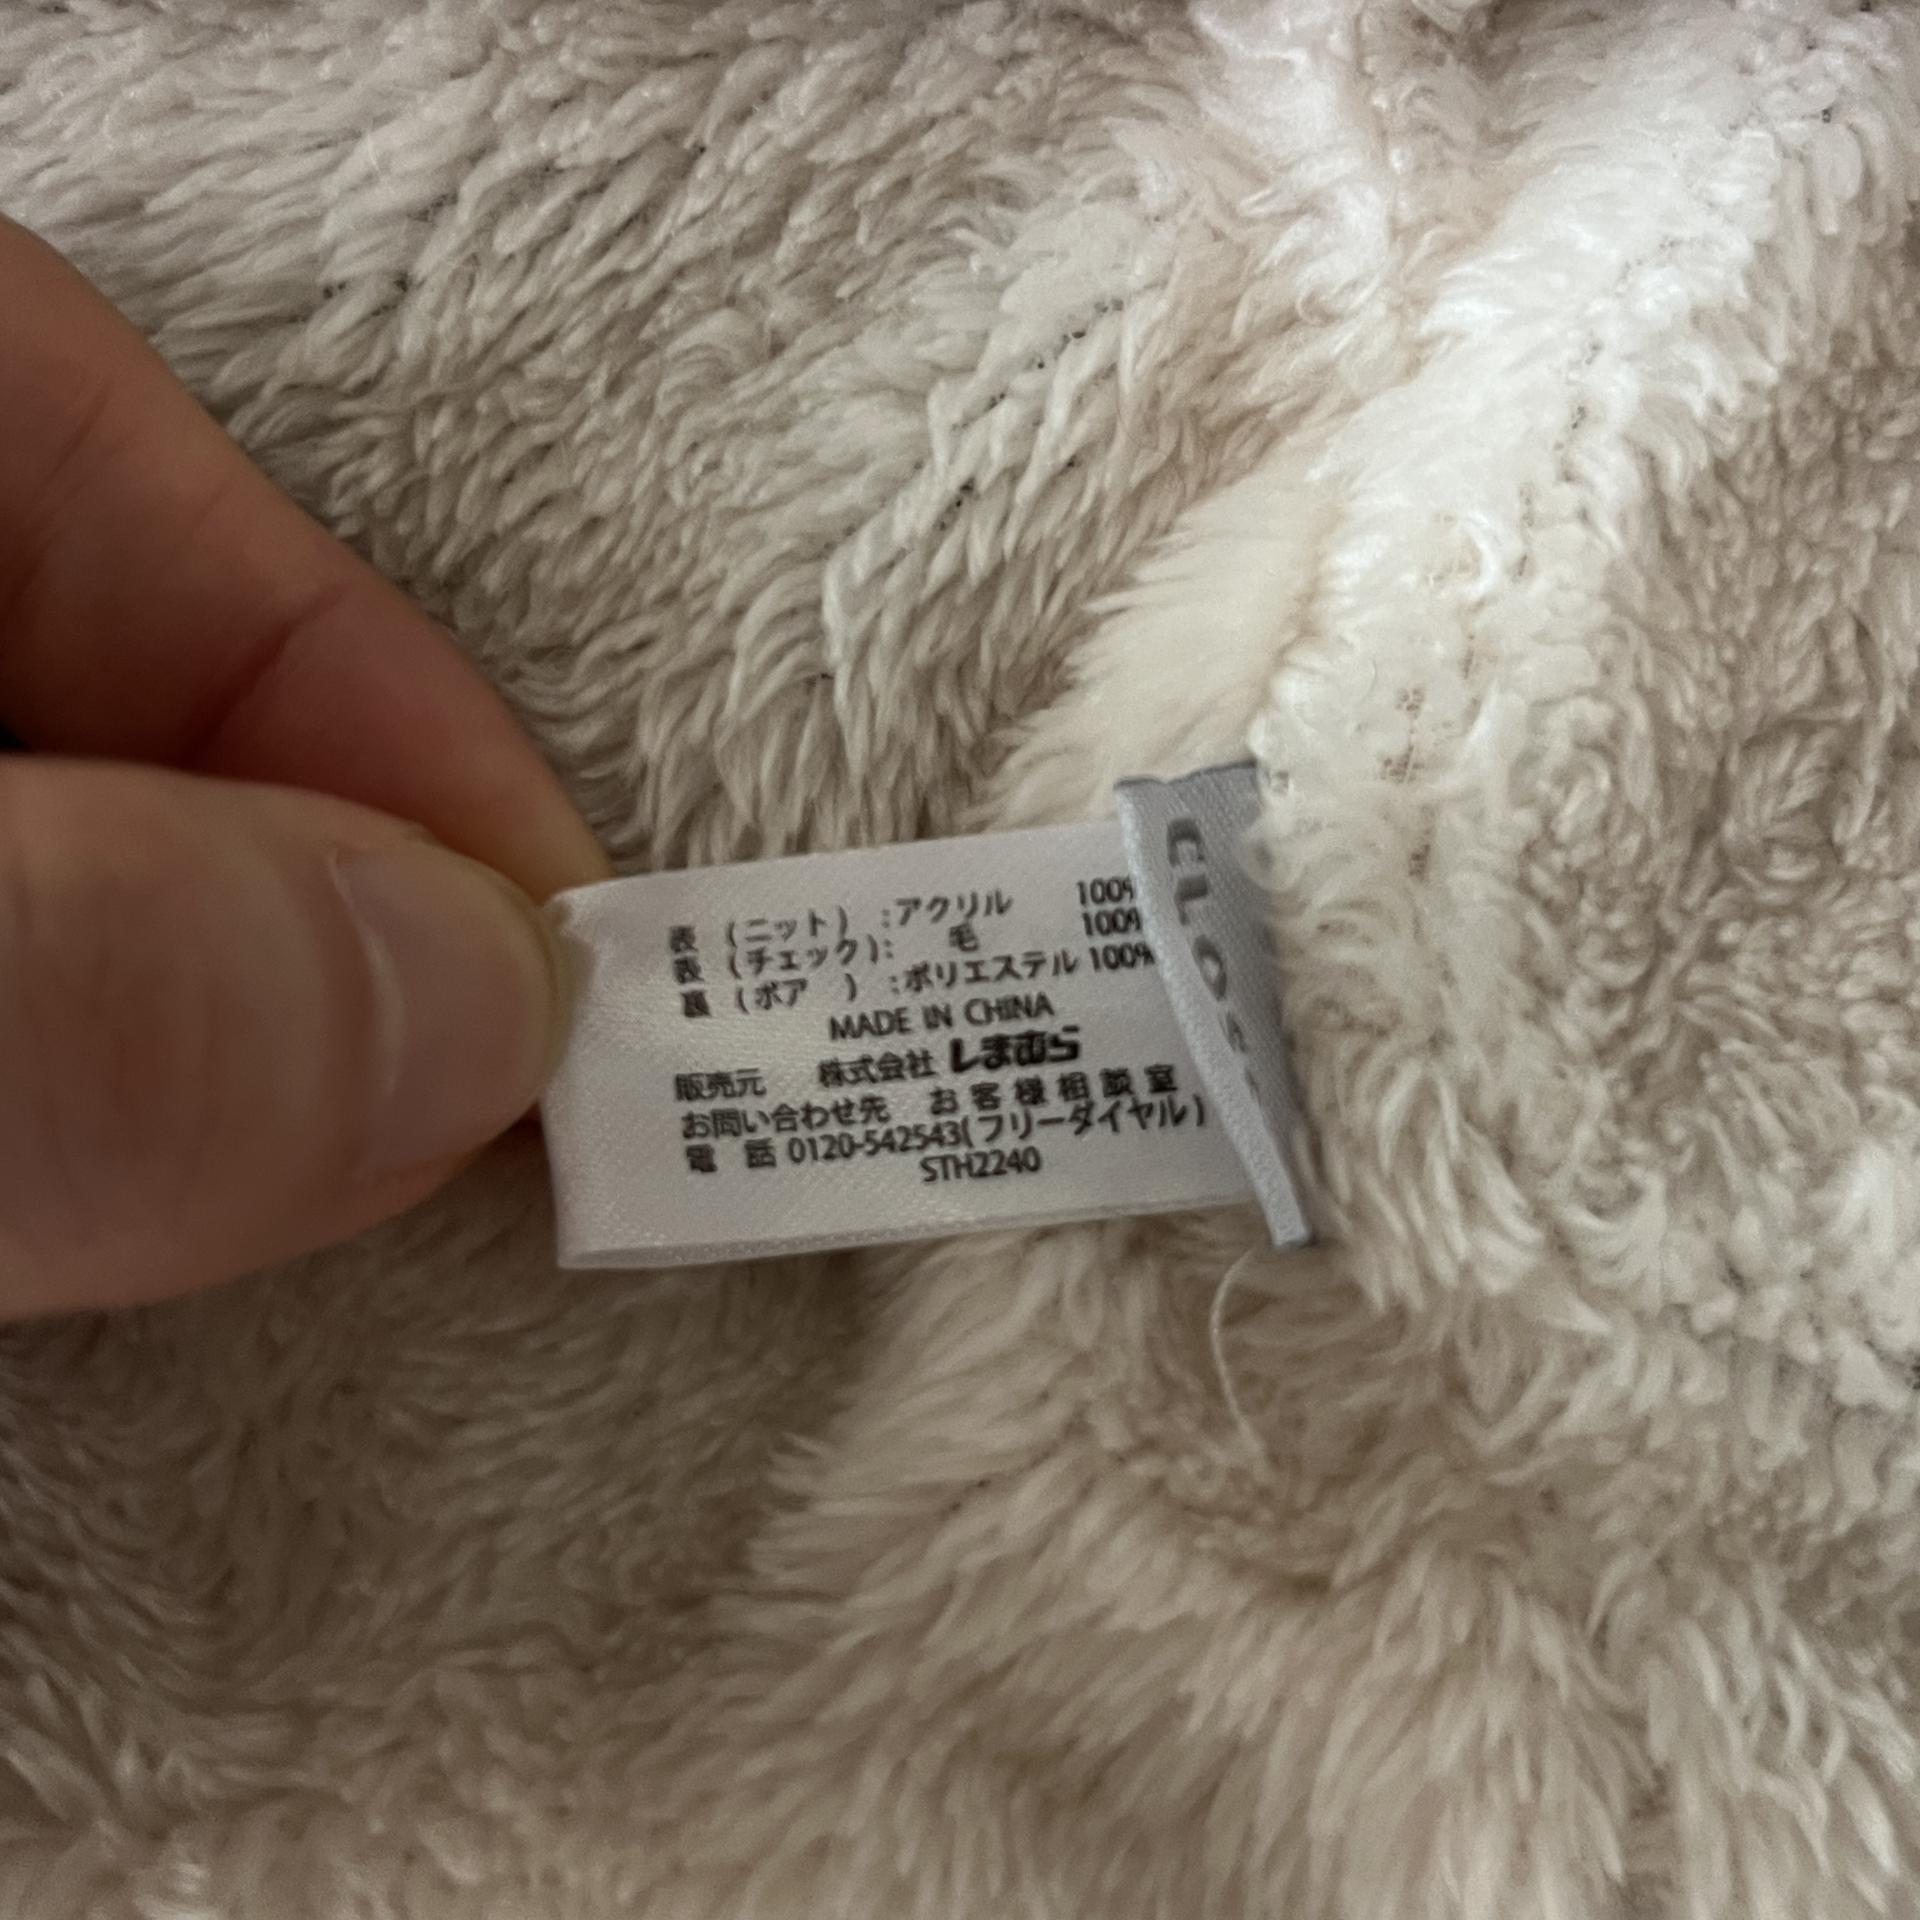 表 (ニット) :アクリル 100%
表 (チェック): 毛 100%
裏 (ボア ) :ポリエステル 100%
MADE IN CHINA
販売元 株式会社 しまむら
お問い合わせ先 お客様相談室
電 話 0120-542543(フリーダイヤル)
STH2240